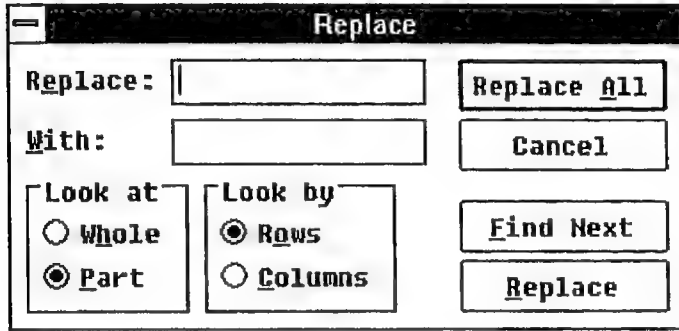 Replace
Replace:
Replace All
With:
Cancel
Look at
Look by
Whole
Rows
Find Next
Part
Columns
Replace